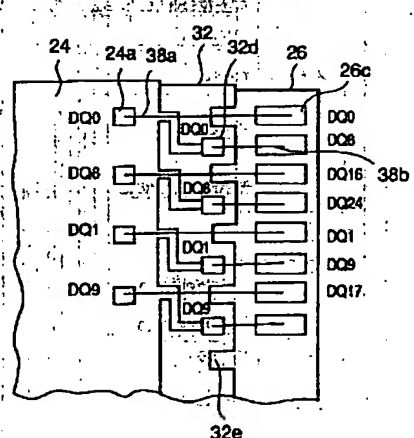 24
24a
38a
32
32d
26
26c
DQ0
DQ0
DQ0
DQ8
38b
DQ8
DQ8
DQ16
DQ24
DQ1
DQ1
DQ1
DQ9
DQ9
DQ9
DQ17
32e